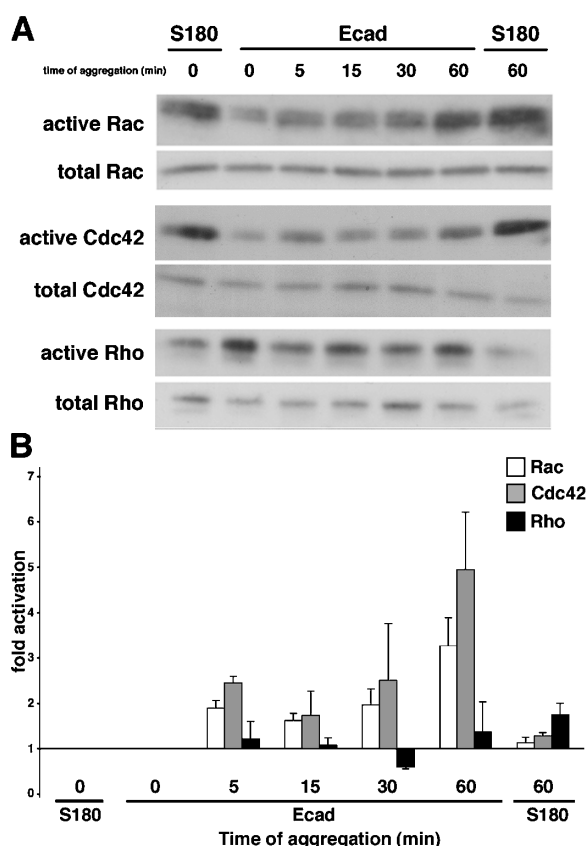 A
S180 Ecad S180
time of aggregation (min) 0 0 5 15 30 60 60
active Rac
total Rac
active Cdc42
total Cdc42
active Rho
total Rho
B
Rac
Cdc42
Rho
fold activation
7
6
5
4
3
2
1
0
0 0 5 15 30 60 60
S180 Ecad S180
Time of aggregation (min)